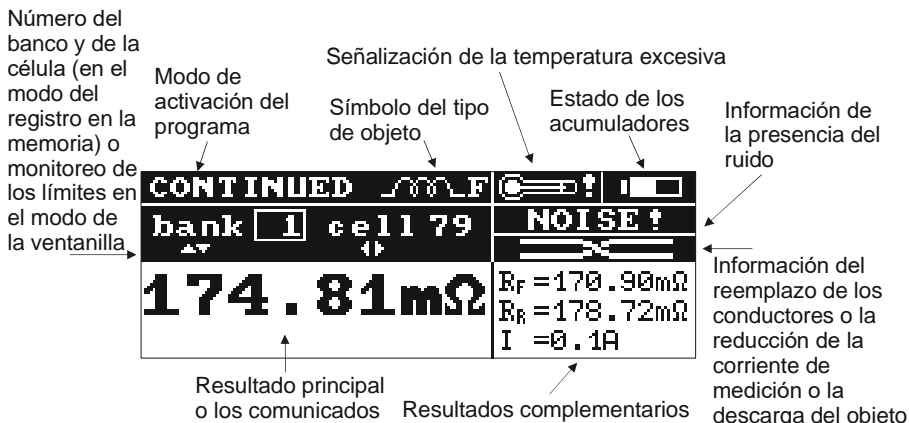 Número del
banco y de la
célula (en el
modo del
registro en la
memoria) o
monitoreo de
los límites en
el modo de
la ventanilla
Modo de
activación del
programa
Señalización de la temperatura excesiva
Símbolo del tipo
de objeto
Estado de los
acumuladores
Información de
la presencia del
ruido
CONTINUED F !
bank 1 cell 79
NOISE!
174.81mΩ
RF=170.90mΩ
RR=178.72mΩ
I =0.1A
Información del
reemplazo de los
conductores o la
reducción de la
corriente de
medición o la
descarga del objeto
Resultado principal
o los comunicados
Resultados complementarios